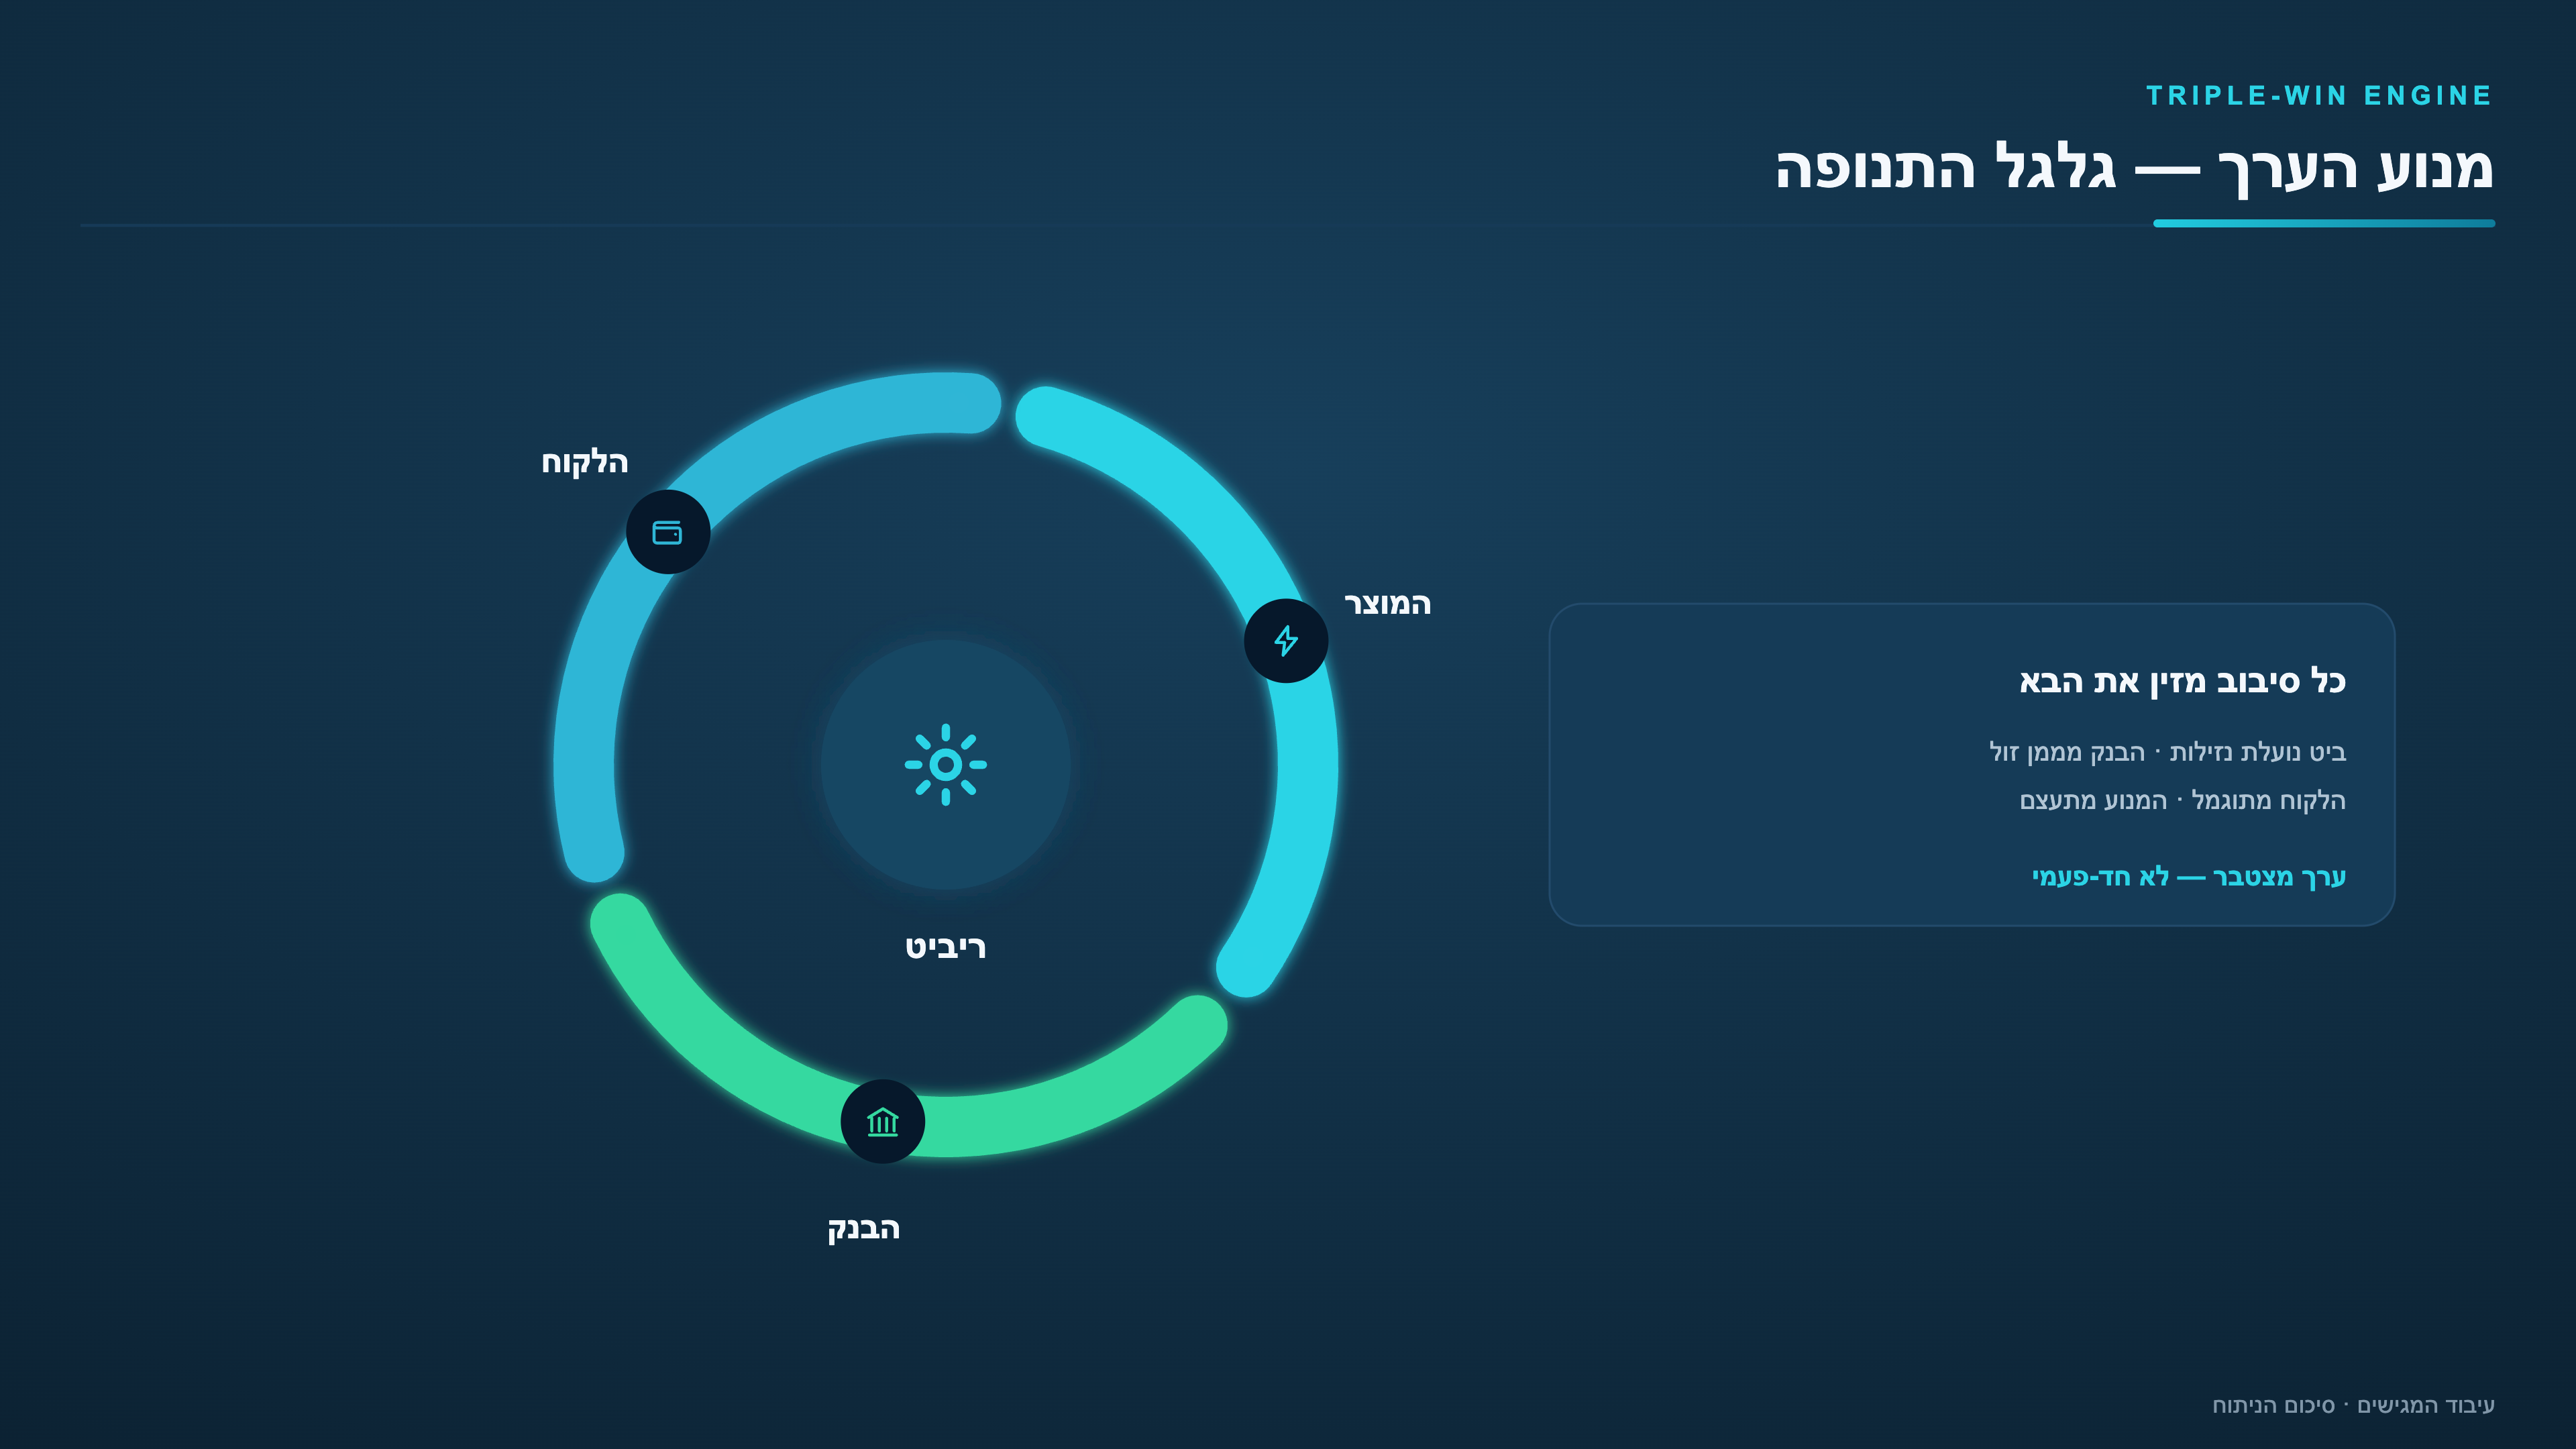 TRIPLE-WIN ENGINE
מנוע הערך — גלגל התנופה
הלקוח
המוצר
כל סיבוב מזין את הבא
ביט נועלת נזילות · הבנק מממן זול
הלקוח מתוגמל · המנוע מתעצם
ערך מצטבר — לא חד-פעמי
ריביט
הבנק
עיבוד המגישים · סיכום הניתוח